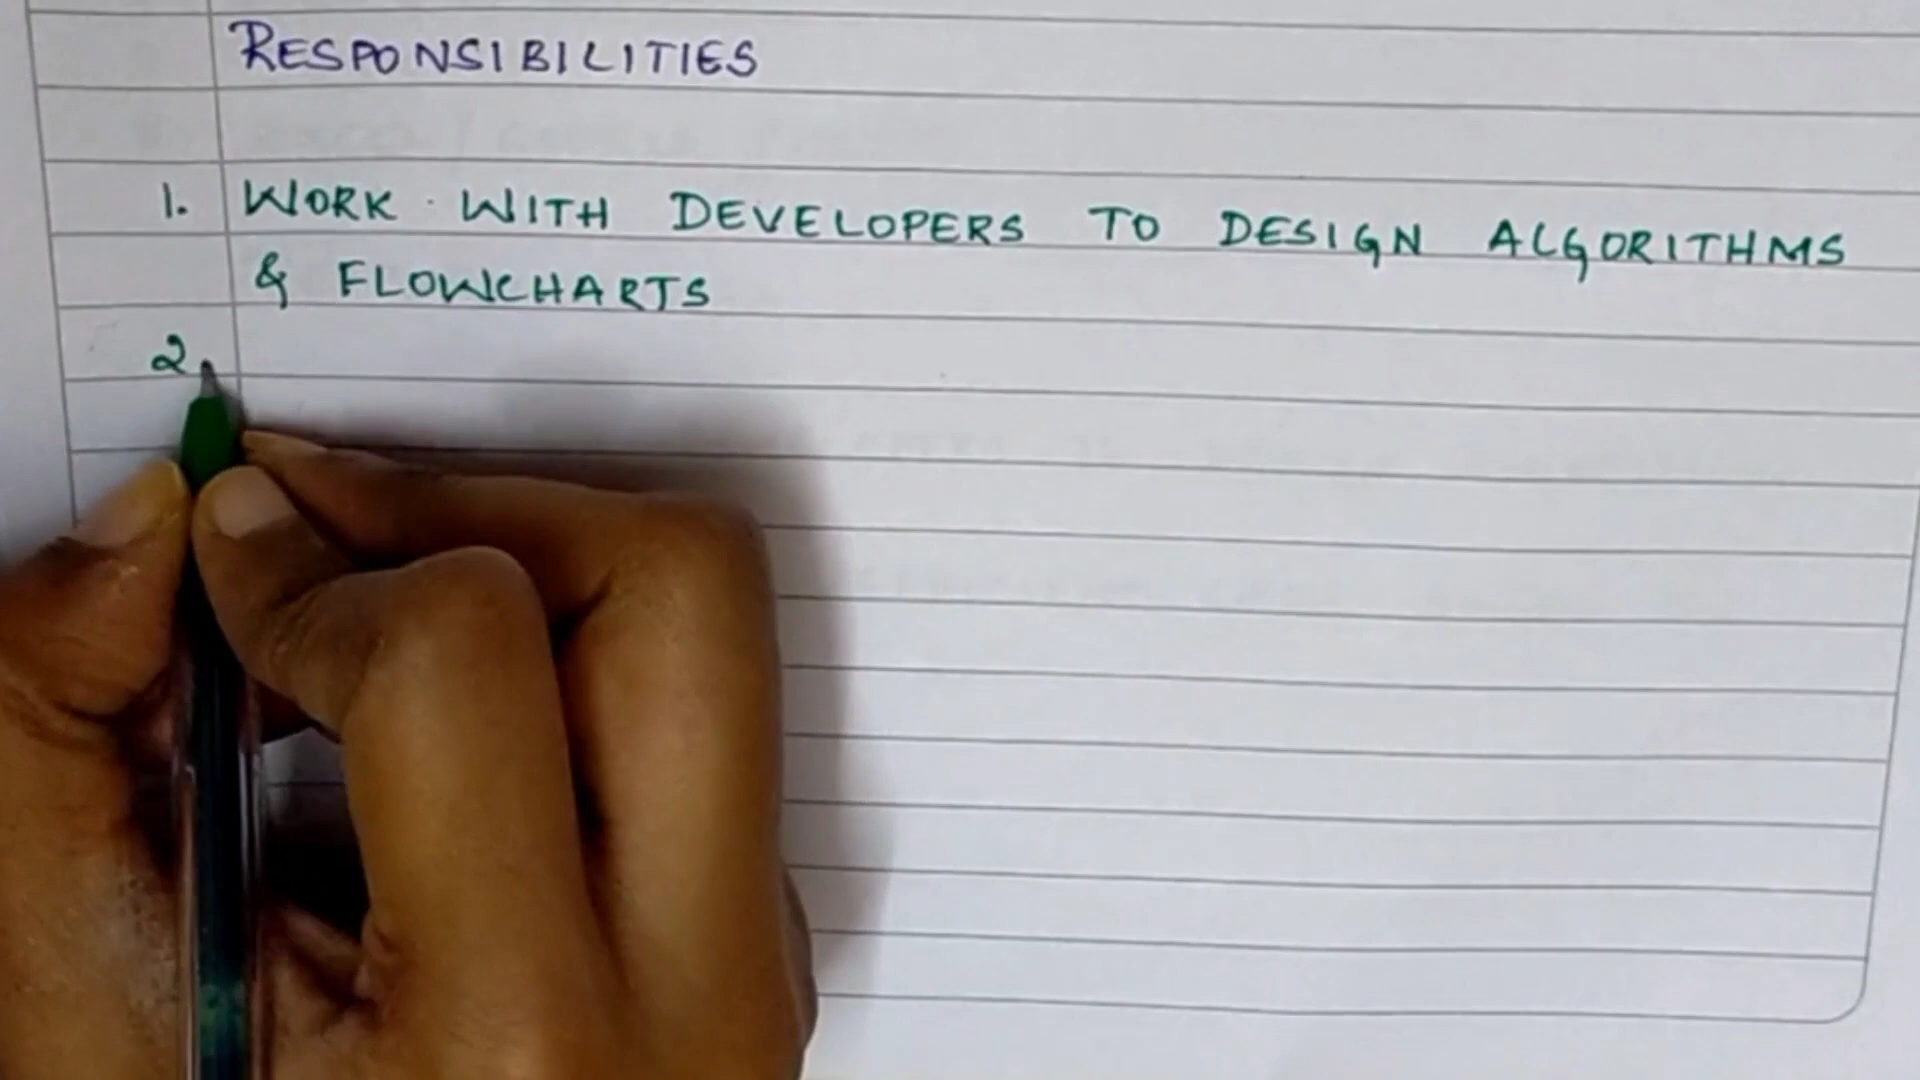 RESPONSIBILITIES
1. WORK WITH DEVELOPERS TO DESIGN ALGORITHMS
& FLOWCHARTS
2.